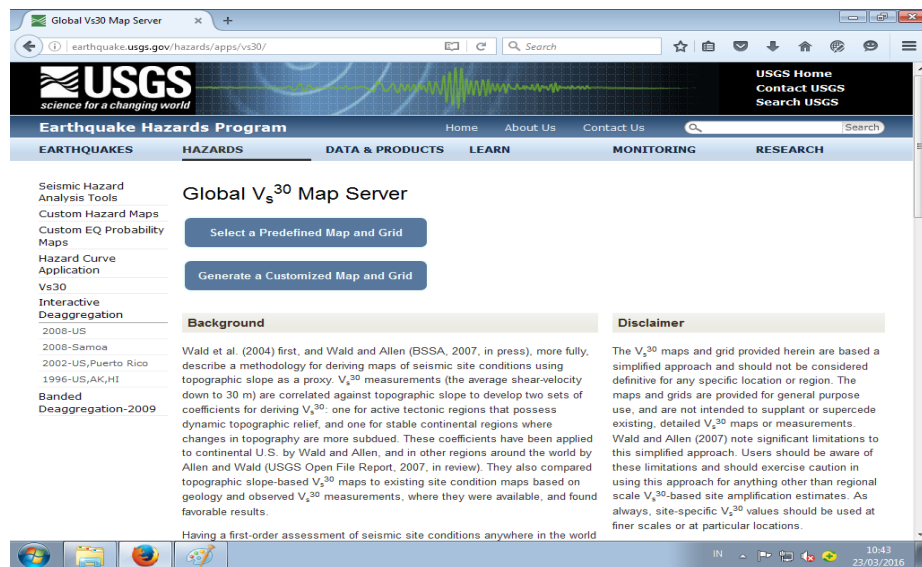 Global Vs30 Map Server
earthquake.usgs.gov/hazards/apps/vs30/
Search
USGS
science for a changing world
USGS Home
Contact USGS
Search USGS
Earthquake Hazards Program
Home About Us Contact Us Search
EARTHQUAKES HAZARDS DATA & PRODUCTS LEARN MONITORING RESEARCH
Seismic Hazard
Analysis Tools
Custom Hazard Maps
Custom EQ Probability
Maps
Hazard Curve
Application
Vs30
Interactive
Deaggregation
2008-US
2008-Samoa
2002-US,Puerto Rico
1996-US,AK,HI
Banded
Deaggregation-2009
Global Vs30 Map Server
Select a Predefined Map and Grid
Generate a Customized Map and Grid
Background
Wald et al. (2004) first, and Wald and Allen (BSSA, 2007, in press), more fully,
describe a methodology for deriving maps of seismic site conditions using
topographic slope as a proxy. Vs30 measurements (the average shear-velocity
down to 30 m) are correlated against topographic slope to develop two sets of
coefficients for deriving Vs30: one for active tectonic regions that possess
dynamic topographic relief, and one for stable continental regions where
changes in topography are more subdued. These coefficients have been applied
to continental U.S. by Wald and Allen, and in other regions around the world by
Allen and Wald (USGS Open File Report, 2007, in review). They also compared
topographic slope-based Vs30 maps to existing site condition maps based on
geology and observed Vs30 measurements, where they were available, and found
favorable results.
Having a first-order assessment of seismic site conditions anywhere in the world
Disclaimer
The Vs30 maps and grid provided herein are based a
simplified approach and should not be considered
definitive for any specific location or region. The
maps and grids are provided for general purpose
use, and are not intended to supplant or supercede
existing, detailed Vs30 maps or measurements.
Wald and Allen (2007) note significant limitations to
this simplified approach. Users should be aware of
these limitations and should exercise caution in
using this approach for anything other than regional
scale Vs30-based site amplification estimates. As
always, site-specific Vs30 values should be used at
finer scales or at particular locations.
IN
10:43
23/03/2016